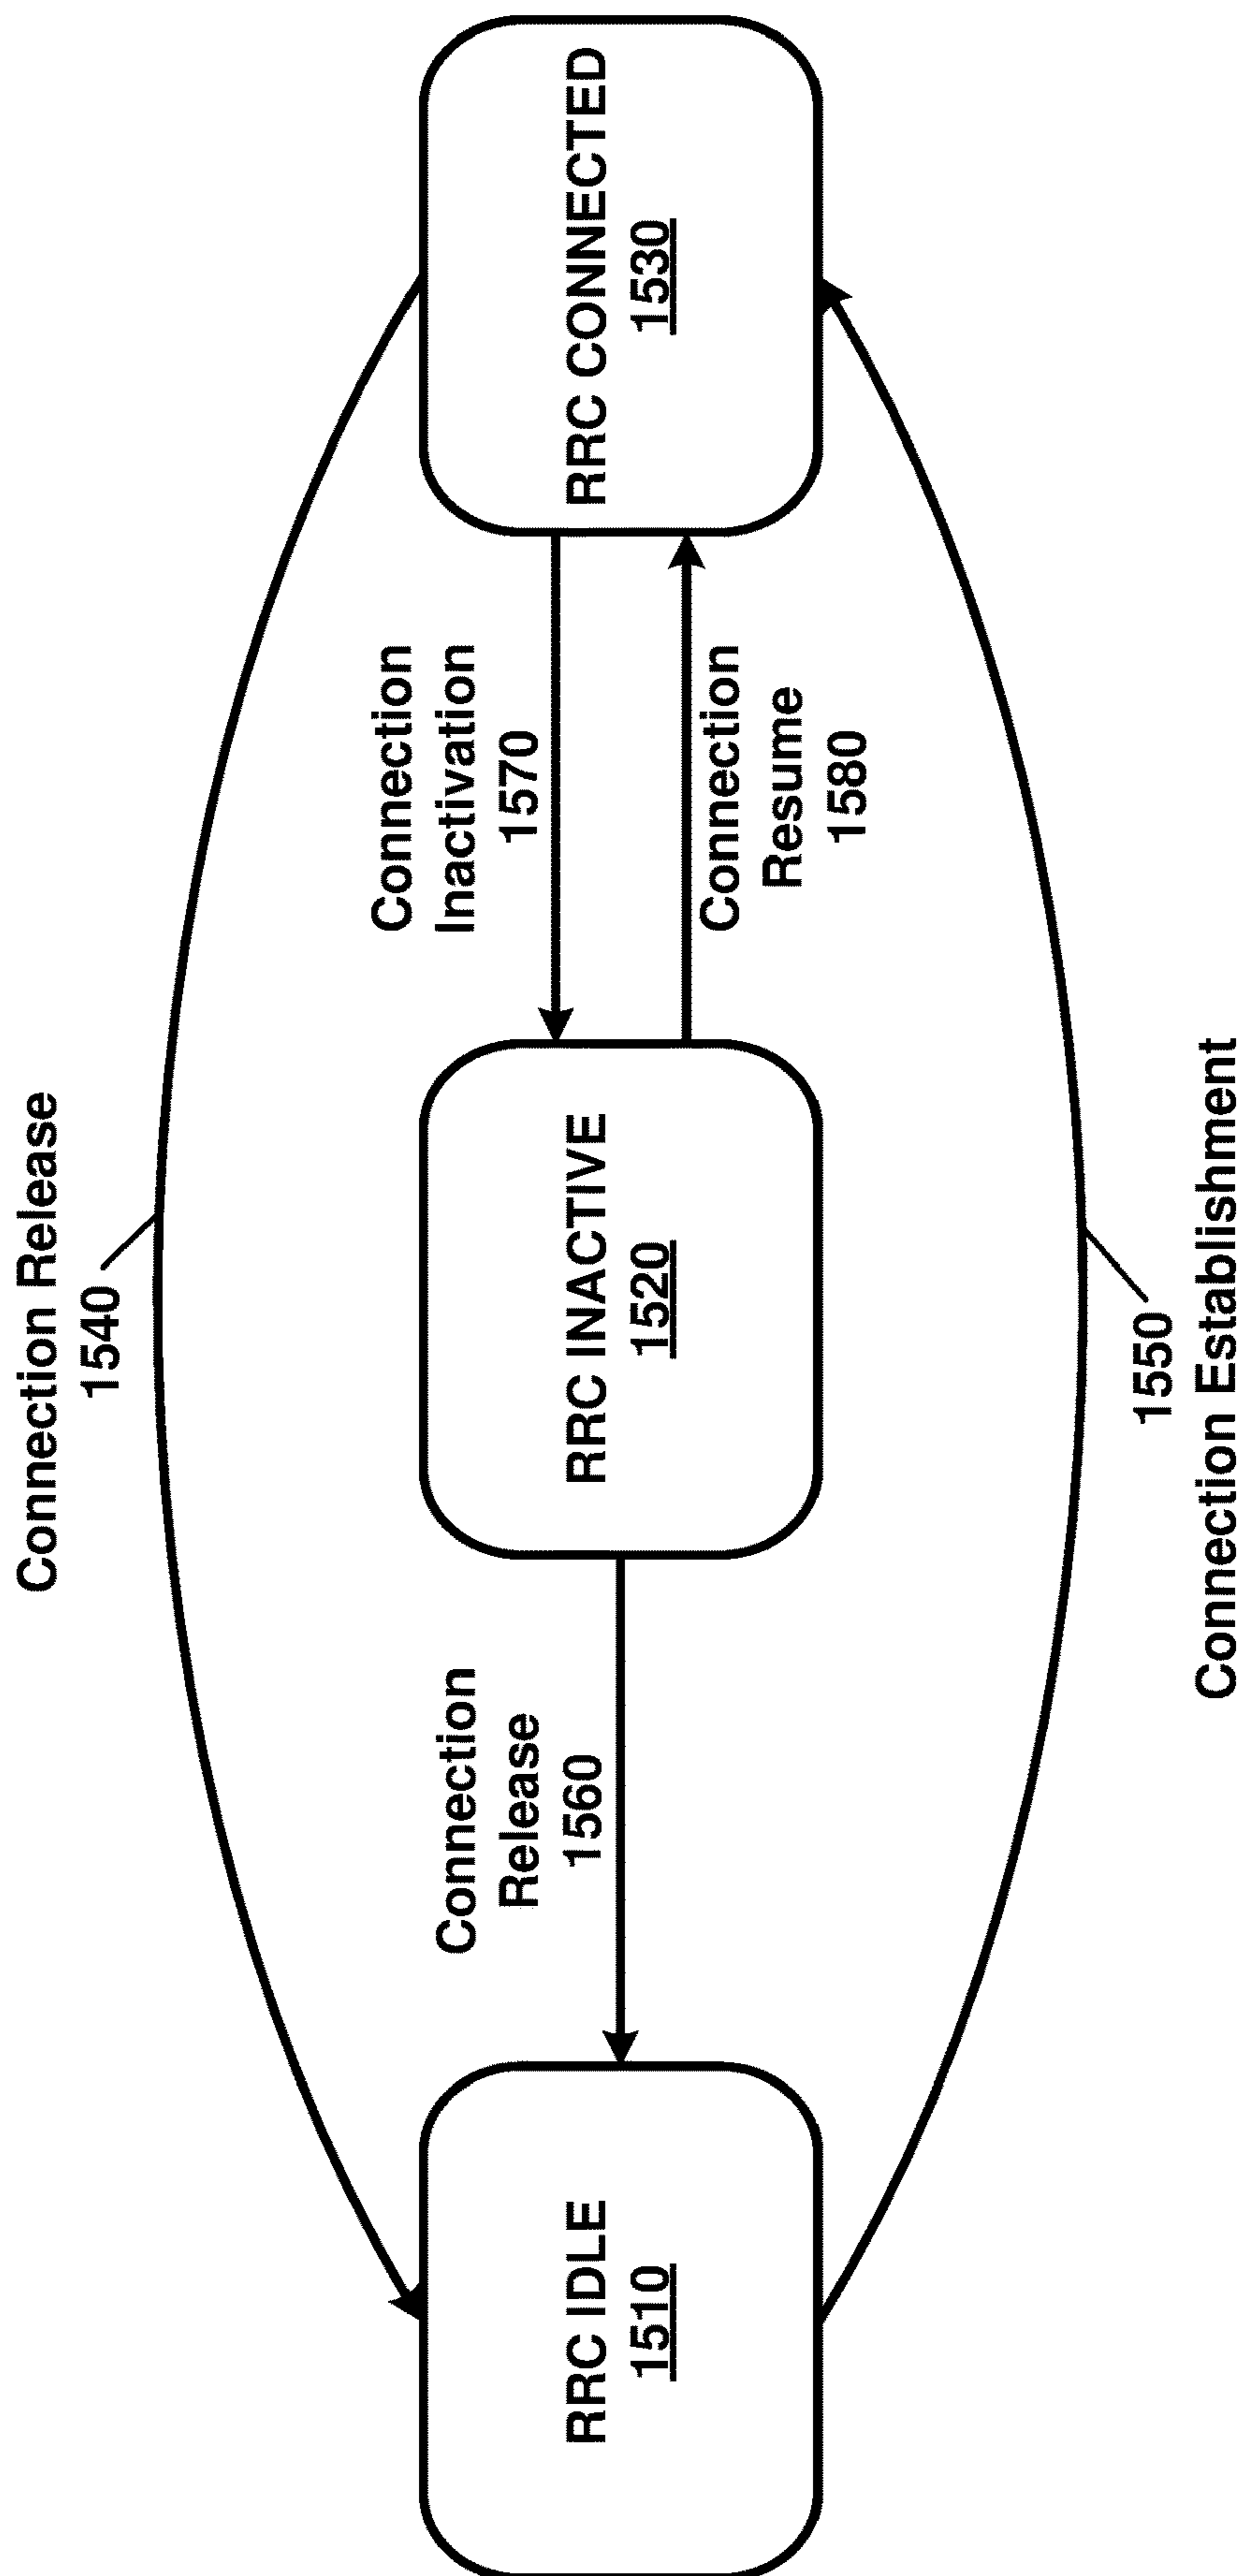 Connection Release
1540
Connection
Inactivation
1570
Connection
Release
1560
RRC IDLE
1510
RRC INACTIVE
1520
RRC CONNECTED
1530
Connection
Resume
1580
1550
Connection Establishment